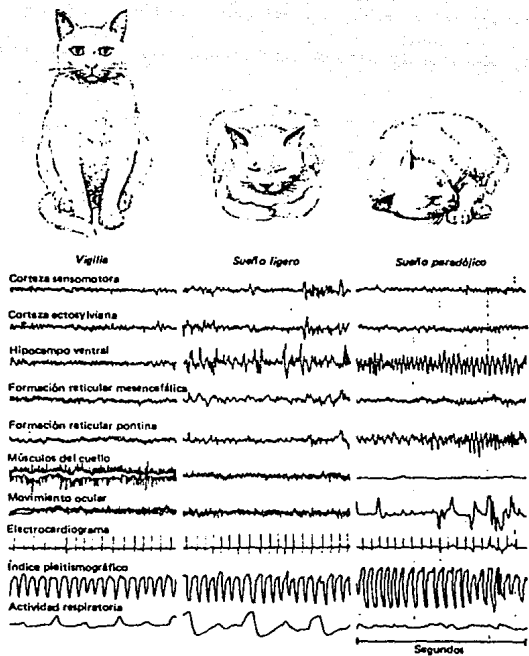 Vigilia
Sueño ligero
Sueño paradójico
Corteza sensomotora
Corteza ectosylviana
Hipocampo ventral
Formación reticular mesencefálica
Formación reticular pontina
Músculos del cuello
Movimiento ocular
Electrocardiograma
Índice pleitismográfico
Actividad respiratoria
Segundos